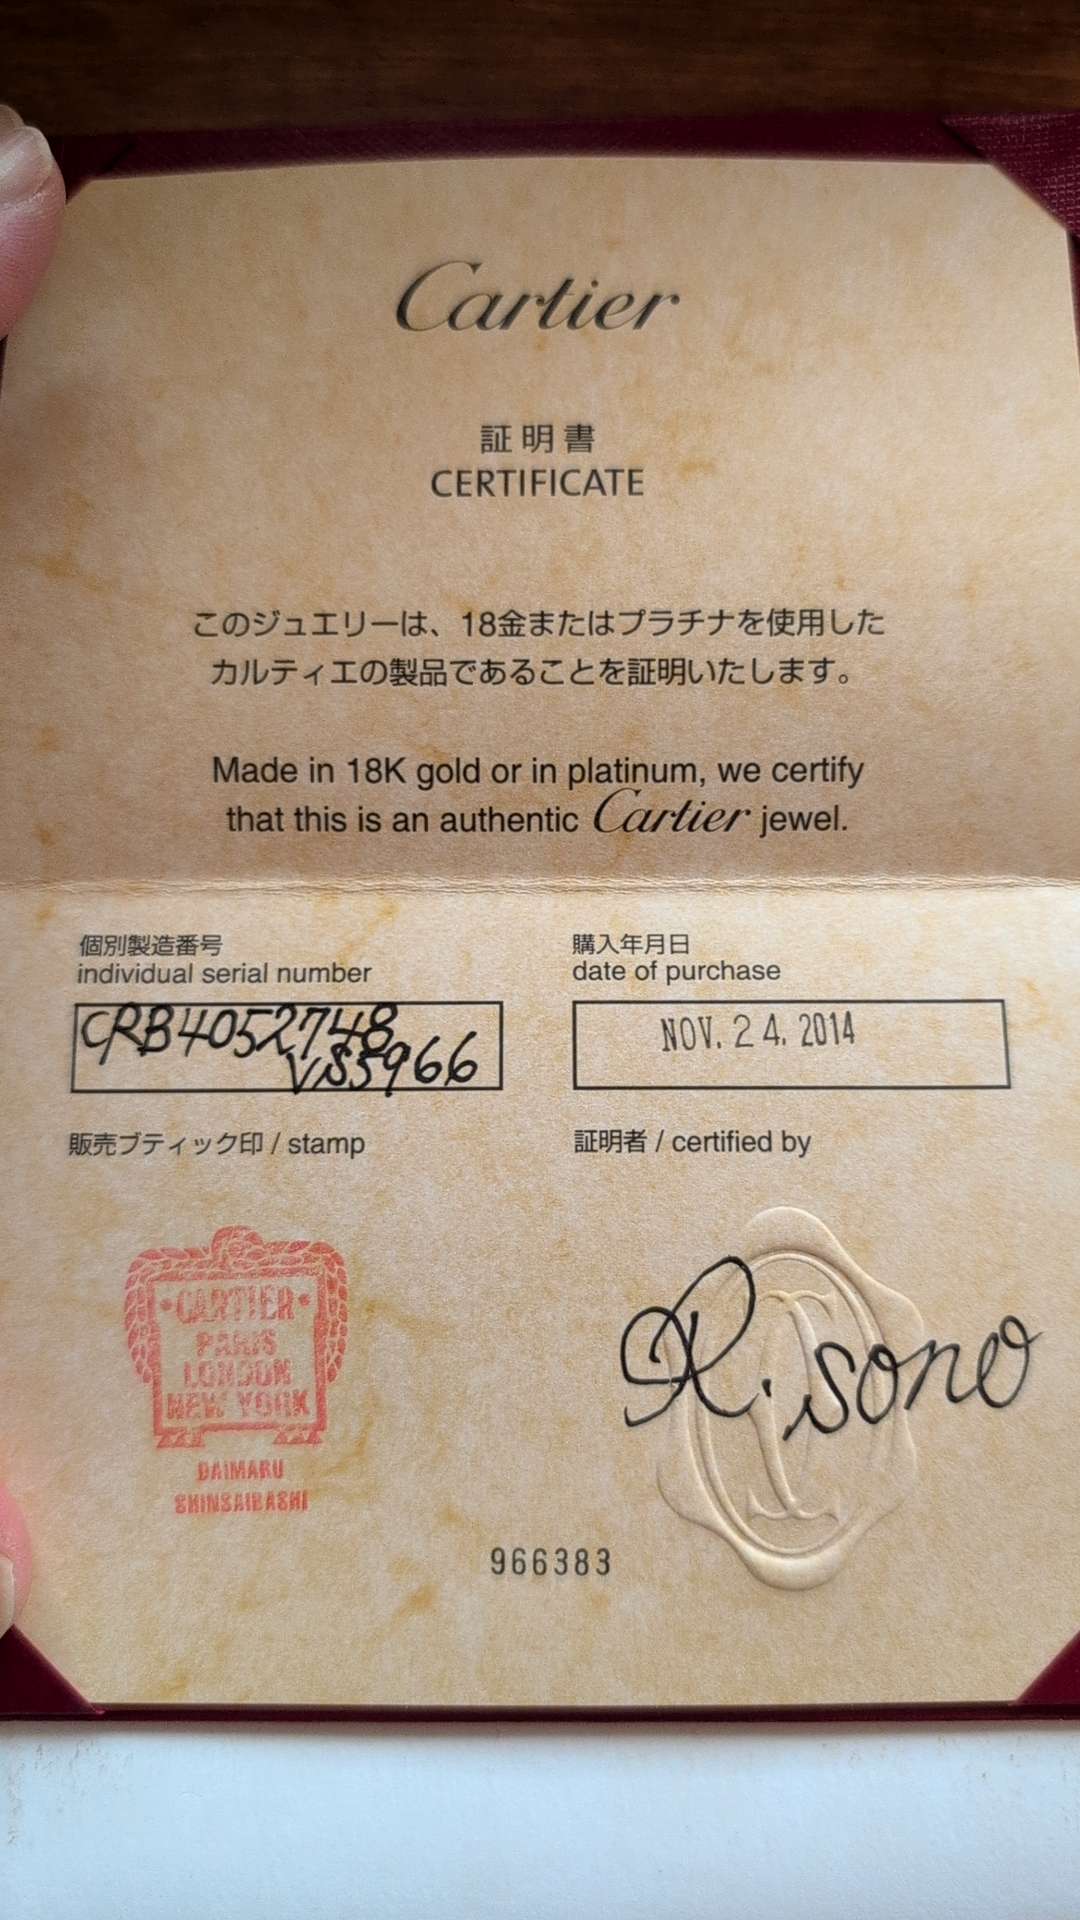 Cartier
証明書
CERTIFICATE
このジュエリーは、18金またはプラチナを使用した
カルティエの製品であることを証明いたします。
Made in 18K gold or in platinum, we certify
that this is an authentic Cartier jewel.
個別製造番号
individual serial number
CRB4052748
VS5966
購入年月日
date of purchase
NOV. 24. 2014
販売ブティック印 / stamp
証明者 / certified by
CARTIER
PARIS
LONDON
NEW YORK
DAIMARU
SHINSAIBASHI
R. sono
966383